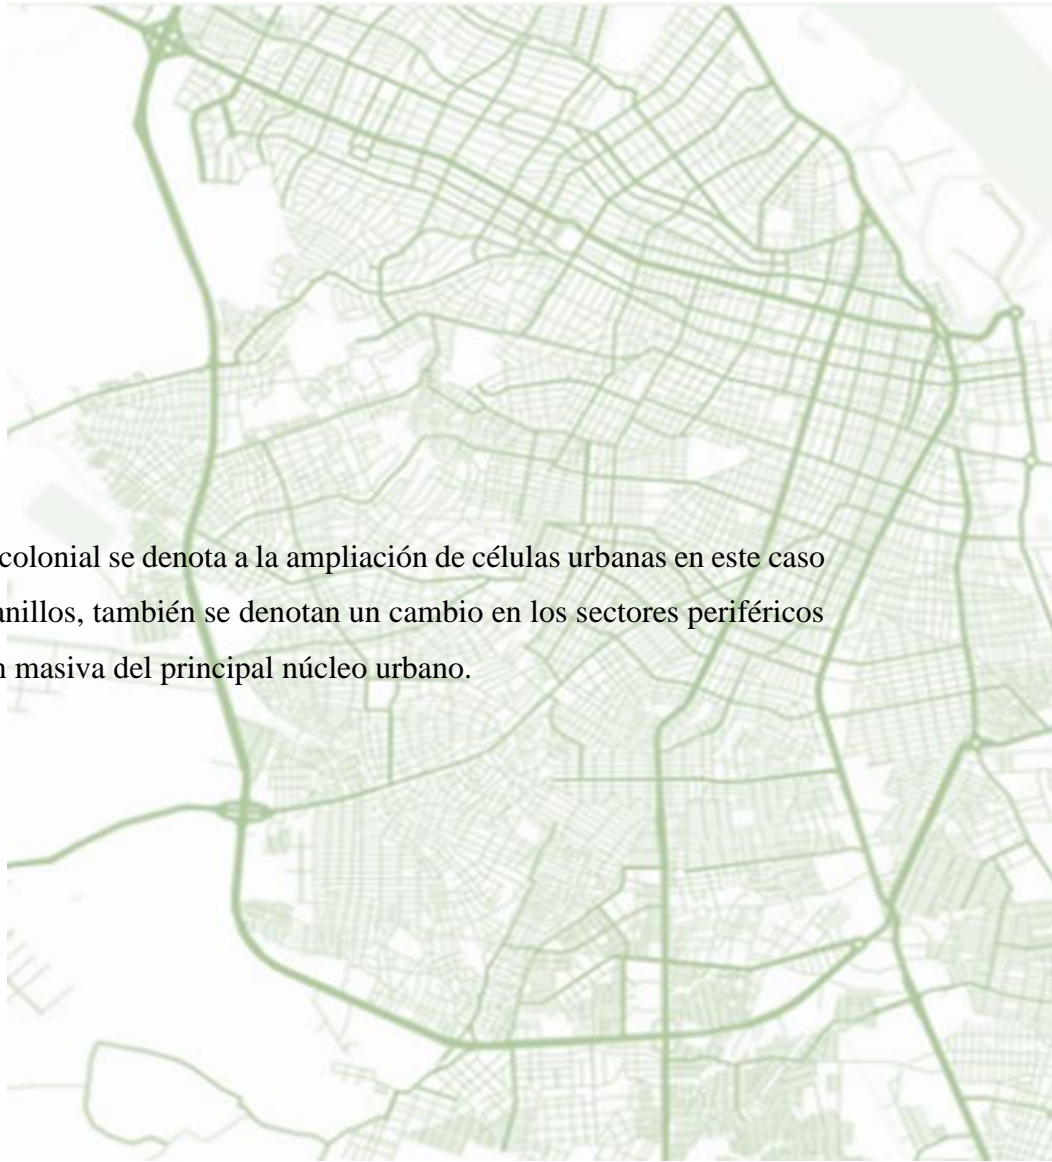 colonial se denota a la ampliación de células urbanas en este caso
anillos, también se denotan un cambio en los sectores periféricos
masiva del principal núcleo urbano.